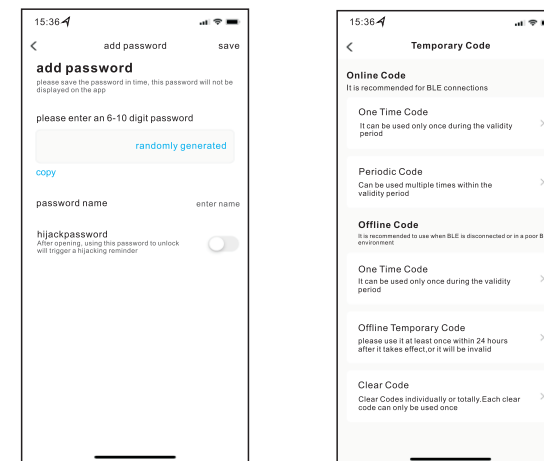 15:36
add password
save
add password
please save the password in time, this password will not be
displayed on the app
please enter an 6-10 digit password
randomly generated
copy
password name
enter name
hijackpassword
After opening, using this password to unlock
will trigger a hijacking reminder
15:36
Temporary Code
Online Code
It is recommended for BLE connections
One Time Code
It can be used only once during the validity
period
Periodic Code
Can be used multiple times within the
validity period
Offline Code
It is recommended to use when BLE is disconnected or in a poor
environment
One Time Code
It can be used only once during the validity
period
Offline Temporary Code
please use it at least once within 24 hours
after it takes effect,or it will be invalid
Clear Code
Clear Codes individually or totally.Each clear
code can only be used once